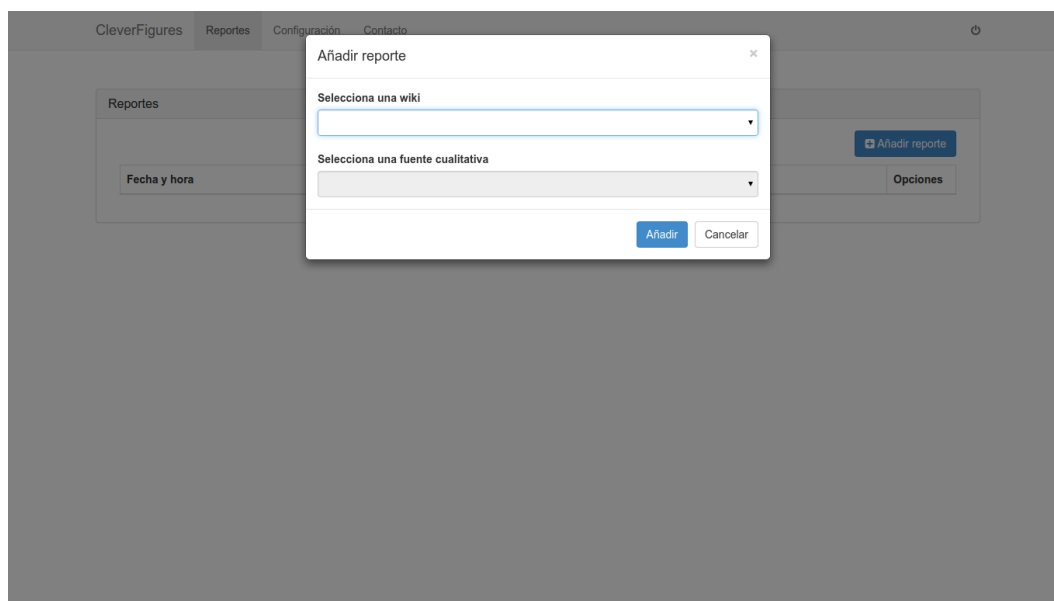 CleverFigures Reportes Configuración Contacto
Añadir reporte ×
Reportes
Selecciona una wiki
Añadir reporte
Selecciona una fuente cualitativa
Fecha y hora Opciones
Añadir Cancelar